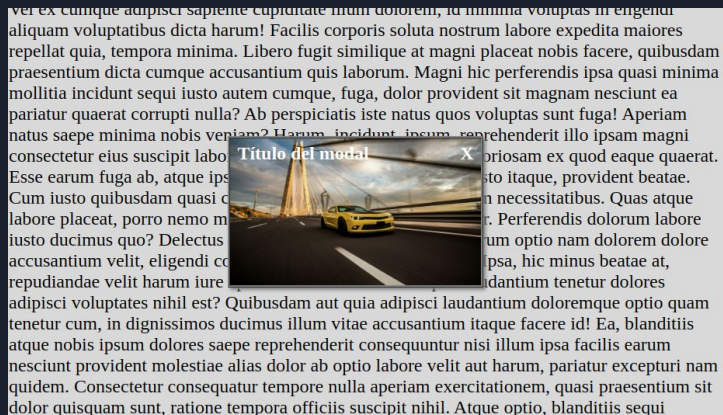 Vel ex cumque adipisci sapiente cupiditate illum dolorem, id minima voluptas in eligendi
aliquam voluptatibus dicta harum! Facilis corporis soluta nostrum labore expedita maiores
repellat quia, tempora minima. Libero fugit similique at magni placeat nobis facere, quibusdam
praesentium dicta cumque accusantium quis laborum. Magni hic perferendis ipsa quasi minima
mollitia incidunt sequi iusto autem cumque, fuga, dolor provident sit magnam nesciunt ea
pariatur quaerat corrupti nulla? Ab perspiciatis iste natus quos voluptas sunt fuga! Aperiam
natus saepe minima nobis veniam? Harum, incidunt, ipsum, reprehenderit illo ipsam magni
consectetur eius suscipit labo
Título del modal X
priosam ex quod eaque quaerat.
Esse earum fuga ab, atque ips
sto itaque, provident beatae.
Cum iusto quibusdam quasi c
n necessitatibus. Quas atque
labore placeat, porro nemo m
r. Perferendis dolorum labore
iusto ducimus quo? Delectus
um optio nam dolorem dolore
accusantium velit, eligendi co
Ipsa, hic minus beatae at,
repudiandae velit harum iure
udantium tenetur dolores
adipisci voluptates nihil est? Quibusdam aut quia adipisci laudantium doloremque optio quam
tenetur cum, in dignissimos ducimus illum vitae accusantium itaque facere id! Ea, blanditiis
atque nobis ipsum dolores saepe reprehenderit consequuntur nisi illum ipsa facilis earum
nesciunt provident molestiae alias dolor ab optio labore velit aut harum, pariatur excepturi nam
quidem. Consectetur consequatur tempore nulla aperiam exercitationem, quasi praesentium sit
dolor quisquam sunt, ratione tempora officiis suscipit nihil. Atque optio, blanditiis sequi